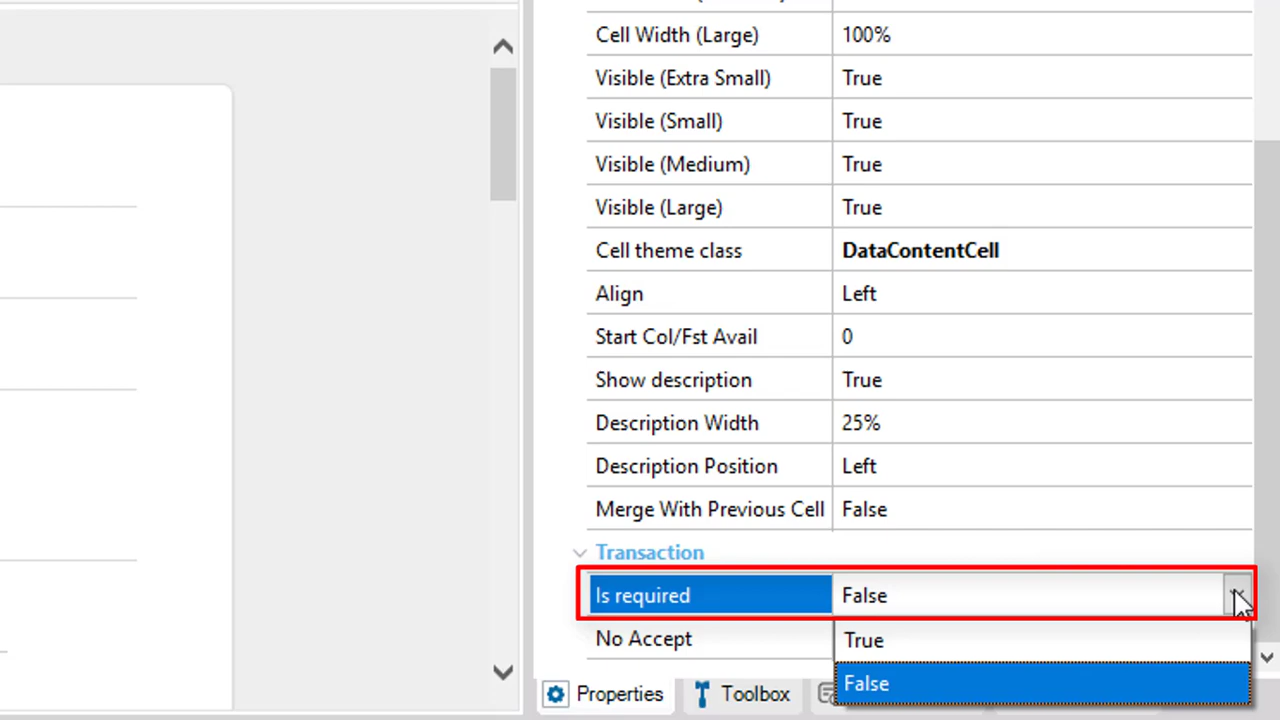 Cell Width (Large) 100%
Visible (Extra Small) True
Visible (Small) True
Visible (Medium) True
Visible (Large) True
Cell theme class DataContentCell
Align Left
Start Col/Fst Avail 0
Show description True
Description Width 25%
Description Position Left
Merge With Previous Cell False
Transaction
Is required False
No Accept
True
False
Properties Toolbox